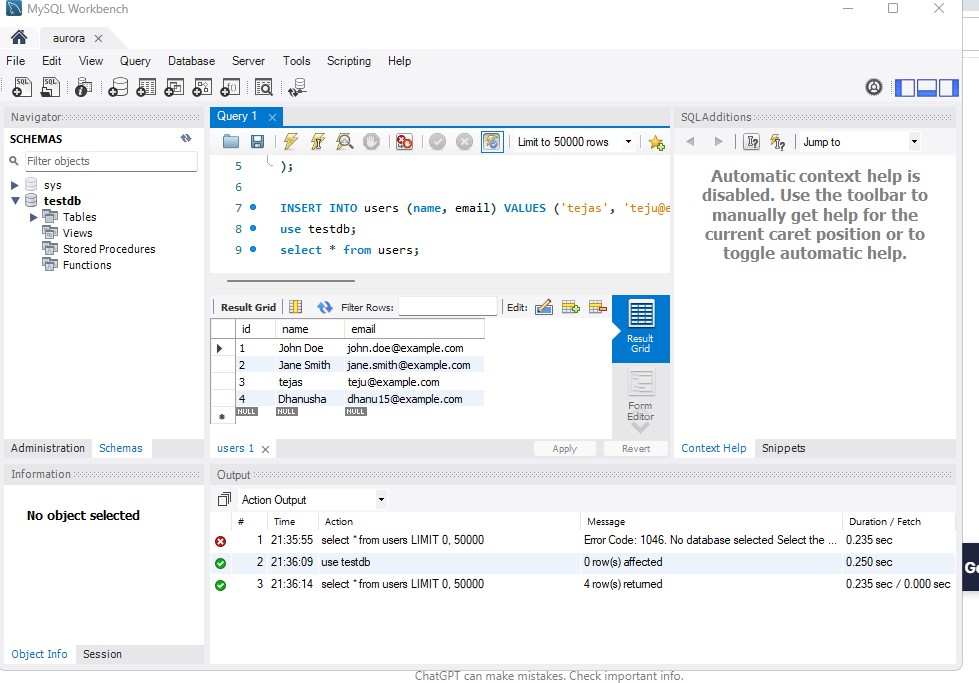 MySQL Workbench
aurora
File Edit View Query Database Server Tools Scripting Help
Navigator
SCHEMAS
Filter objects
sys
testdb
Tables
Views
Stored Procedures
Functions
Administration Schemas
Information
No object selected
Object Info Session
Query 1
Limit to 50000 rows
5 );
6
7 INSERT INTO users (name, email) VALUES ('tejas', 'teju@e
8 use testdb;
9 select * from users;
Result Grid Filter Rows: Edit:
id name email
1 John Doe john.doe@example.com
2 Jane Smith jane.smith@example.com
3 tejas teju@example.com
4 Dhanusha dhanu15@example.com
NULL NULL NULL
Result
Grid
Form
Editor
users 1 Apply Revert
SQLAdditions
Jump to
Automatic context help is
disabled. Use the toolbar to
manually get help for the
current caret position or to
toggle automatic help.
Context Help Snippets
Output
Action Output
# Time Action Message Duration / Fetch
1 21:35:55 select * from users LIMIT 0, 50000 Error Code: 1046. No database selected Select the ... 0.235 sec
2 21:36:09 use testdb 0 row(s) affected 0.250 sec
3 21:36:14 select * from users LIMIT 0, 50000 4 row(s) returned 0.235 sec / 0.000 sec
Ge
ChatGPT can make mistakes. Check important info.